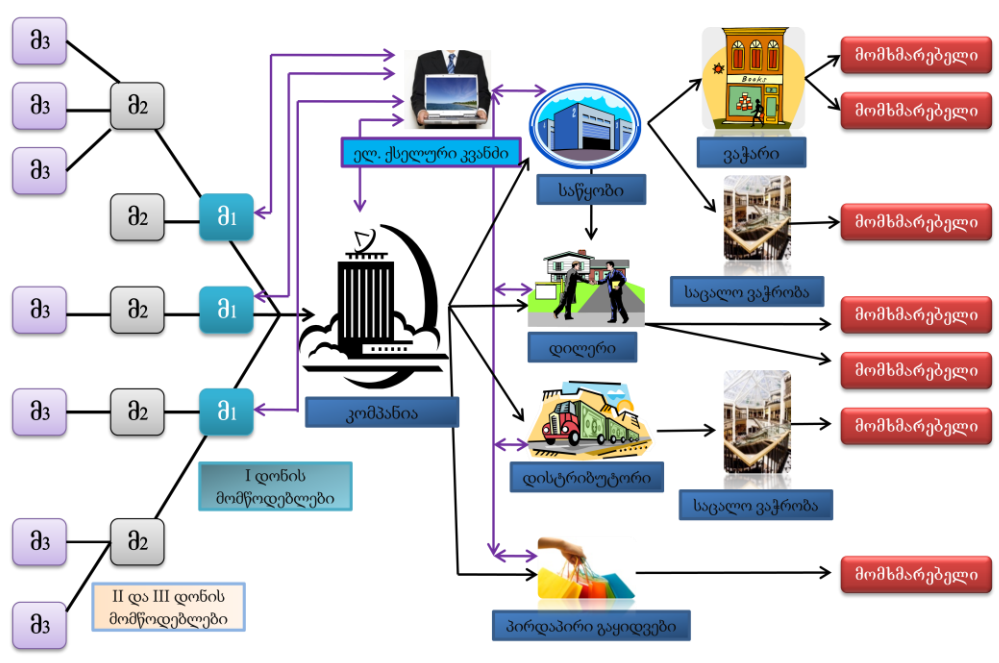 მ3
მ3
მ3
მ2
მ2
მ1
მ3
მ2
მ1
მ3
მ2
მ1
მ3
მ2
მ3
I დონის
მომწოდებლები
II და III დონის
მომწოდებლები
ელ. ქსელური კვანძი
კომპანია
საწყობი
დილერი
დისტრიბუტორი
პირდაპირი გაყიდვები
Books
ვაჭარი
საცალო ვაჭრობა
საცალო ვაჭრობა
მომხმარებელი
მომხმარებელი
მომხმარებელი
მომხმარებელი
მომხმარებელი
მომხმარებელი
მომხმარებელი